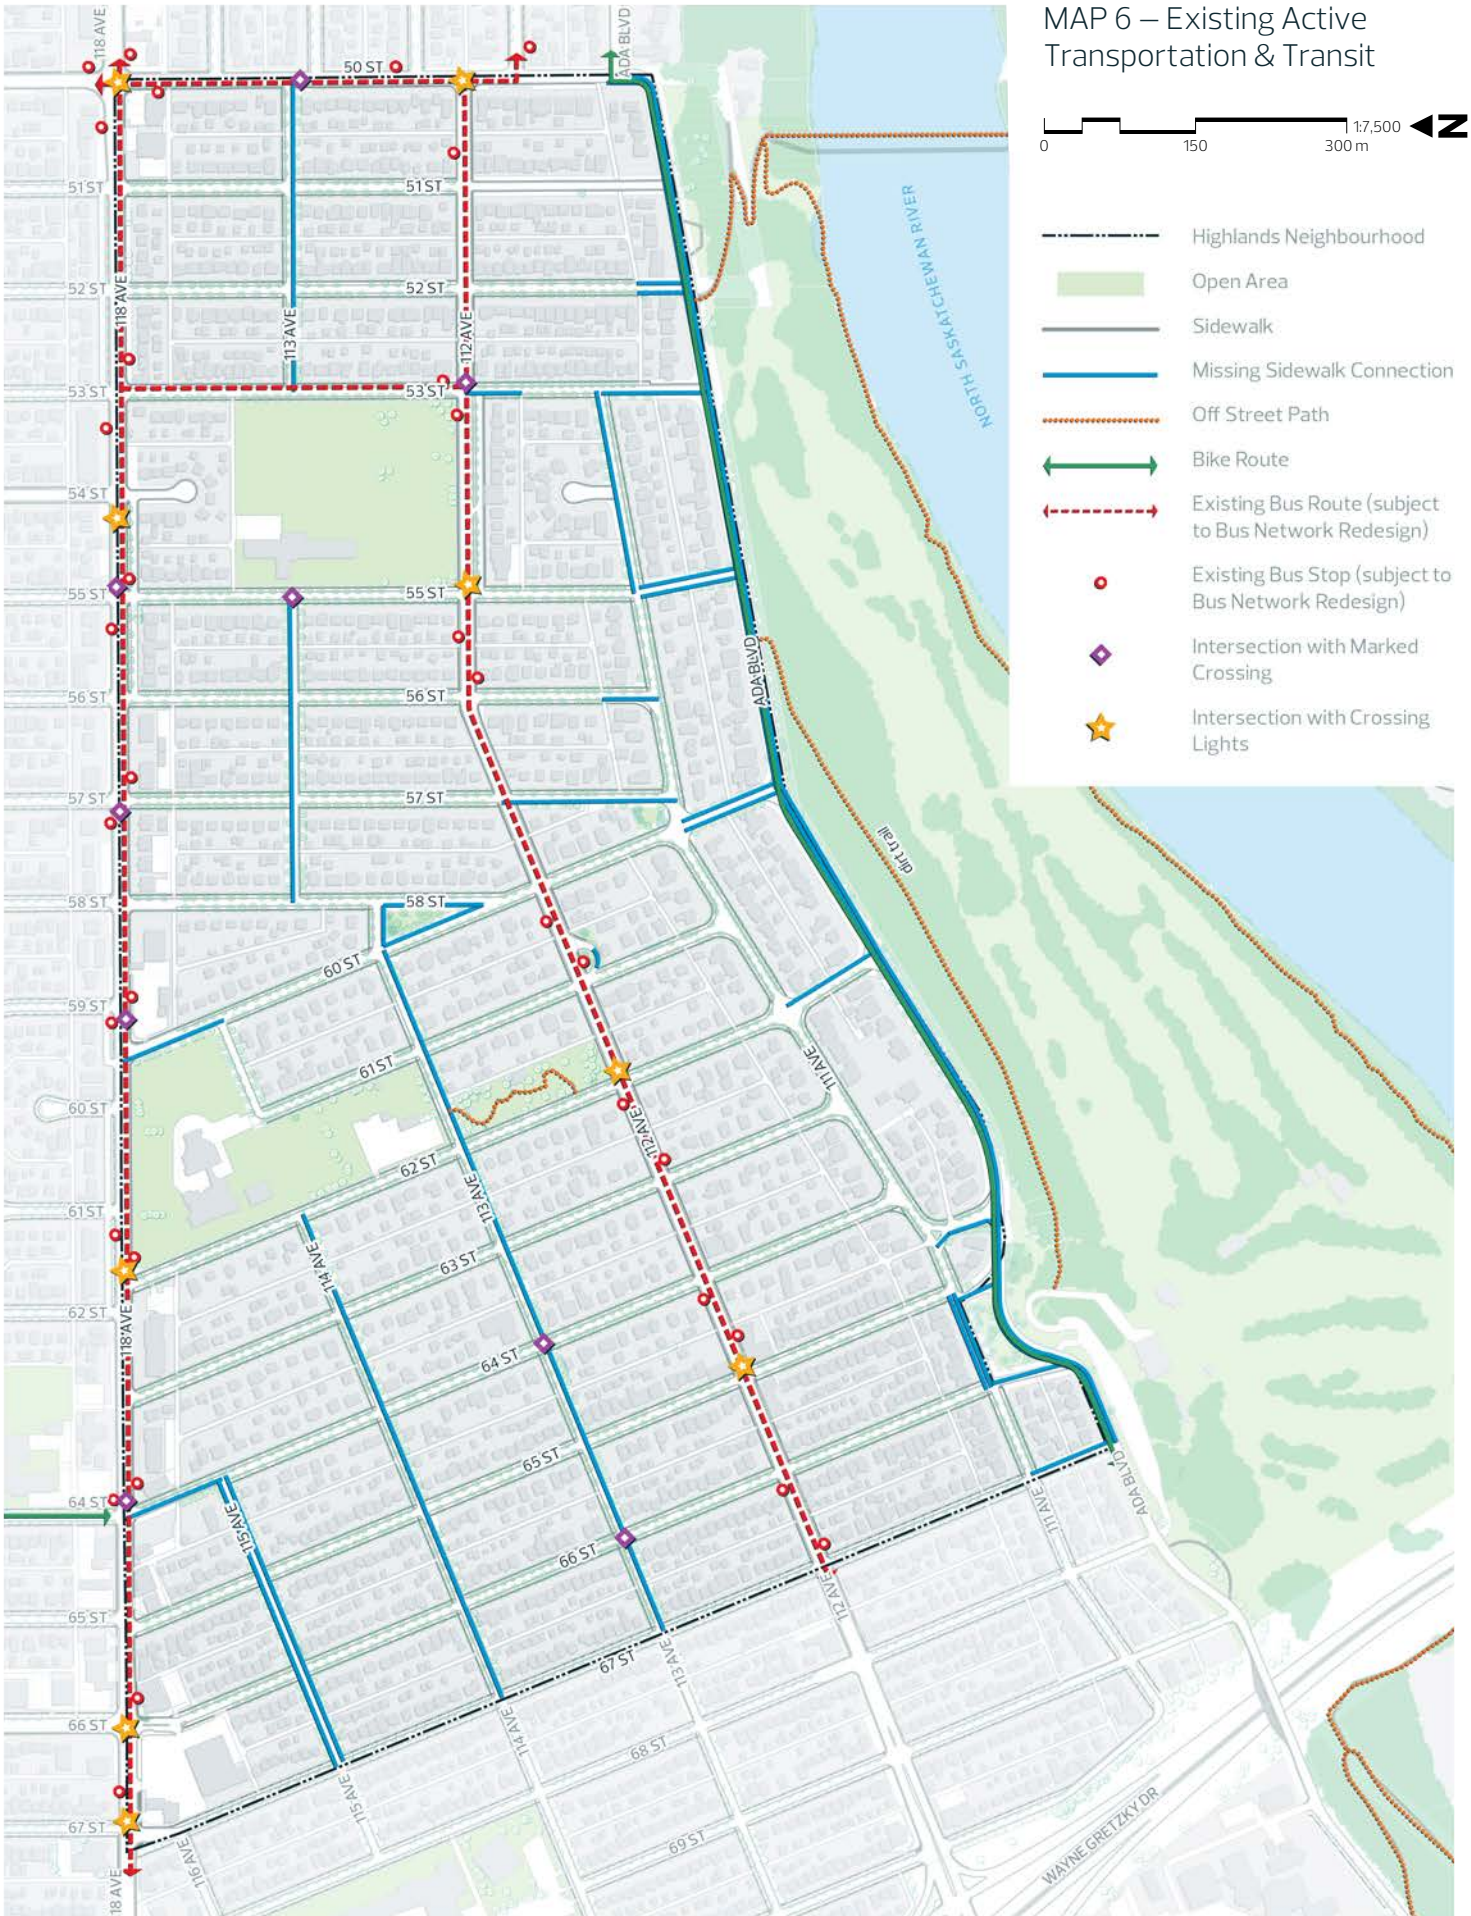 MAP 6 – Existing Active
Transportation & Transit
1:7,500
N
0 150 300 m
Highlands Neighbourhood
Open Area
Sidewalk
Missing Sidewalk Connection
Off Street Path
Bike Route
Existing Bus Route (subject
to Bus Network Redesign)
Existing Bus Stop (subject to
Bus Network Redesign)
Intersection with Marked
Crossing
Intersection with Crossing
Lights
118 AVE
ADA BLVD
50 ST
51 ST
51 ST
NORTH SASKATCHEWAN RIVER
52 ST
52 ST
118 AVE
113 AVE
112 AVE
53 ST
53 ST
54 ST
55 ST
55 ST
ADA BLVD
56 ST
56 ST
57 ST
57 ST
dirt trail
58 ST
58 ST
60 ST
59 ST
61 ST
111 AVE
60 ST
112 AVE
62 ST
113 AVE
61 ST
63 ST
114 AVE
62 ST
118 AVE
64 ST
65 ST
64 ST
115 AVE
111 AVE
ADA BLVD
66 ST
65 ST
112 AVE
67 ST
113 AVE
66 ST
114 AVE
68 ST
115 AVE
67 ST
69 ST
WAYNE GRETZKY DR
116 AVE
18 AVE